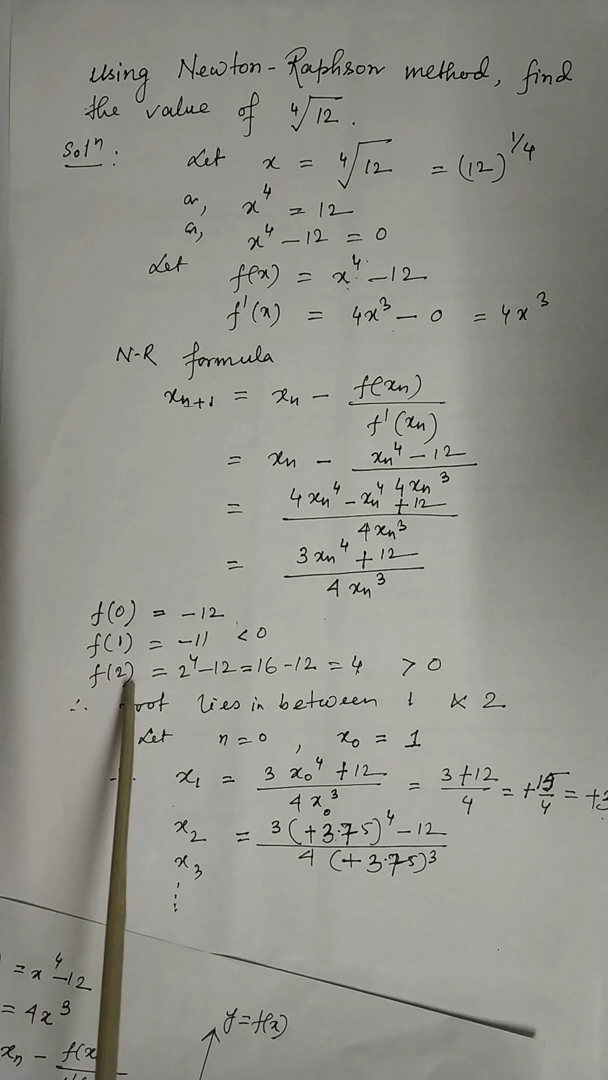 Using Newton-Raphson method, find
the value of ∜12.
Solⁿ: Let x = ∜12 = (12)^1/4
or, x⁴ = 12
or, x⁴ - 12 = 0
Let f(x) = x⁴ - 12
f'(x) = 4x³ - 0 = 4x³
N-R formula
xₙ₊₁ = xₙ - f(xₙ) / f'(xₙ)
= xₙ - (xₙ⁴ - 12) / 4xₙ³
= (4xₙ⁴ - xₙ⁴ + 12) / 4xₙ³
= (3xₙ⁴ + 12) / 4xₙ³
f(0) = -12
f(1) = -11 < 0
f(2) = 2⁴-12 = 16-12 = 4 > 0
∴ root lies in between 1 & 2
Let n=0, x₀ = 1
x₁ = (3x₀⁴ + 12) / 4x₀³ = (3+12) / 4 = +15/4 = +3
x₂ = (3(+3.75)⁴ - 12) / 4(+3.75)³
x₃
⋮
= x⁴-12
= 4x³
y = f(x)
xₙ - f(x